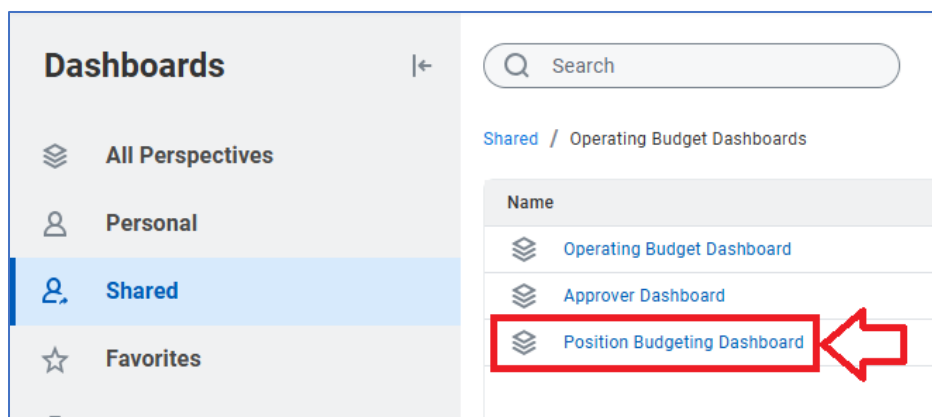 Dashboards
All Perspectives
Personal
Shared
Favorites
Search
Shared / Operating Budget Dashboards
Name
Operating Budget Dashboard
Approver Dashboard
Position Budgeting Dashboard